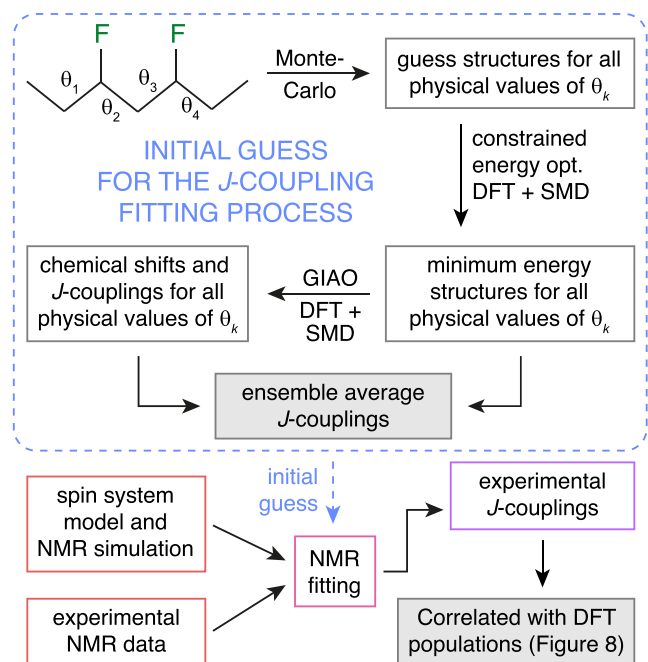 F F
θ1 θ2 θ3 θ4
Monte-
Carlo
guess structures for all
physical values of θk
constrained
energy opt.
DFT + SMD
INITIAL GUESS
FOR THE J-COUPLING
FITTING PROCESS
chemical shifts and
J-couplings for all
physical values of θk
GIAO
DFT +
SMD
minimum energy
structures for all
physical values of θk
ensemble average
J-couplings
initial
guess
spin system
model and
NMR simulation
experimental
NMR data
NMR
fitting
experimental
J-couplings
Correlated with DFT
populations (Figure 8)